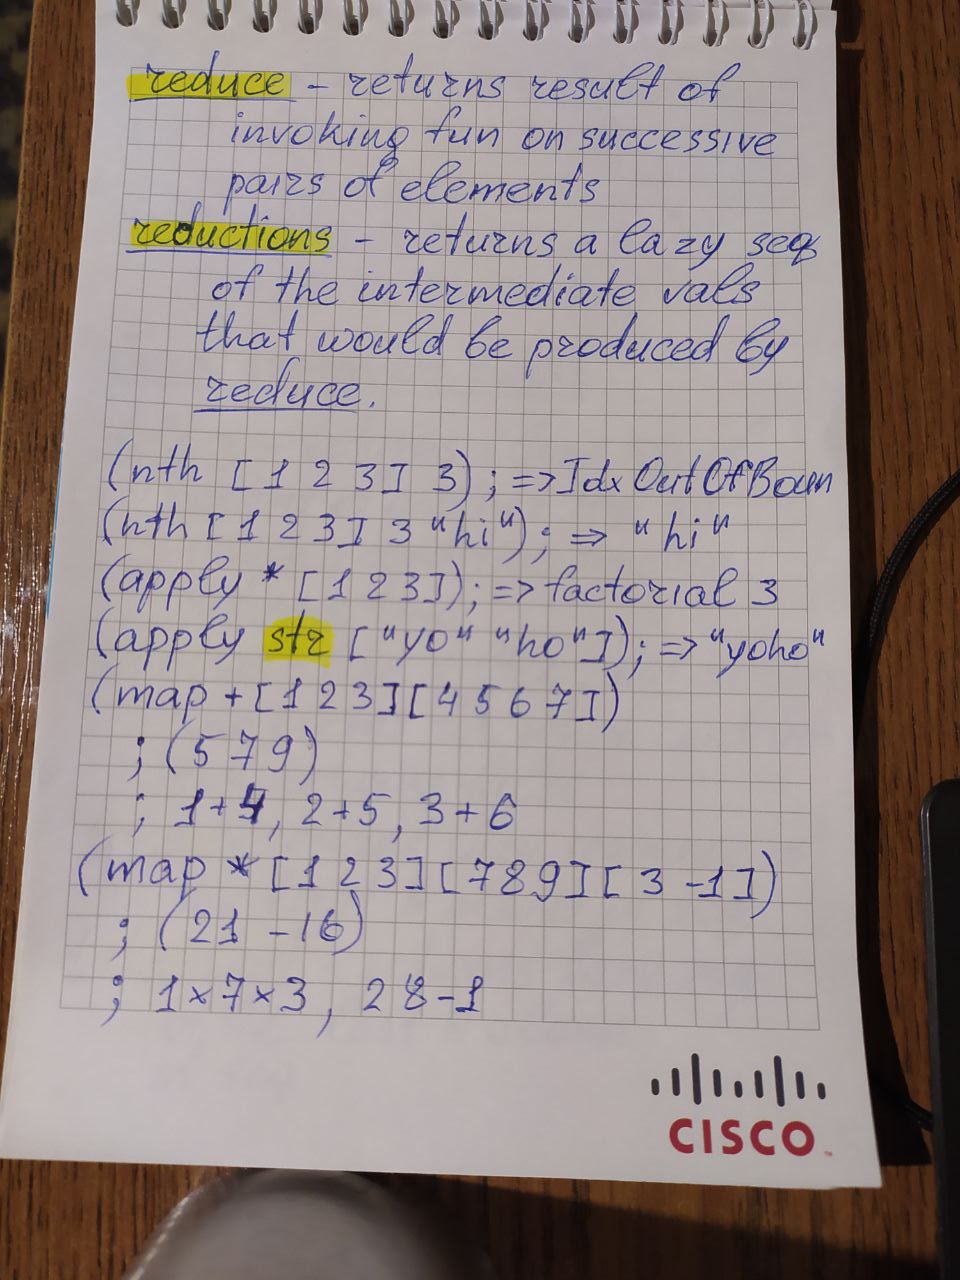 reduce - returns result of
invoking fun on successive
pairs of elements
reductions - returns a lazy seq
of the intermediate vals
that would be produced by
reduce.
(nth [1 2 3] 3) ; => IdxOutOfBoun
(nth [1 2 3] 3 "hi") ; => "hi"
(apply * [1 2 3]) ; => factorial 3
(apply str ["yo" "ho"]) ; => "yoho"
(map + [1 2 3] [4 5 6 7])
; (5 7 9)
; 1+4, 2+5, 3+6
(map * [1 2 3] [7 8 9] [3 -1])
; (21 -16)
; 1×7×3, 2 8 -1
CISCO